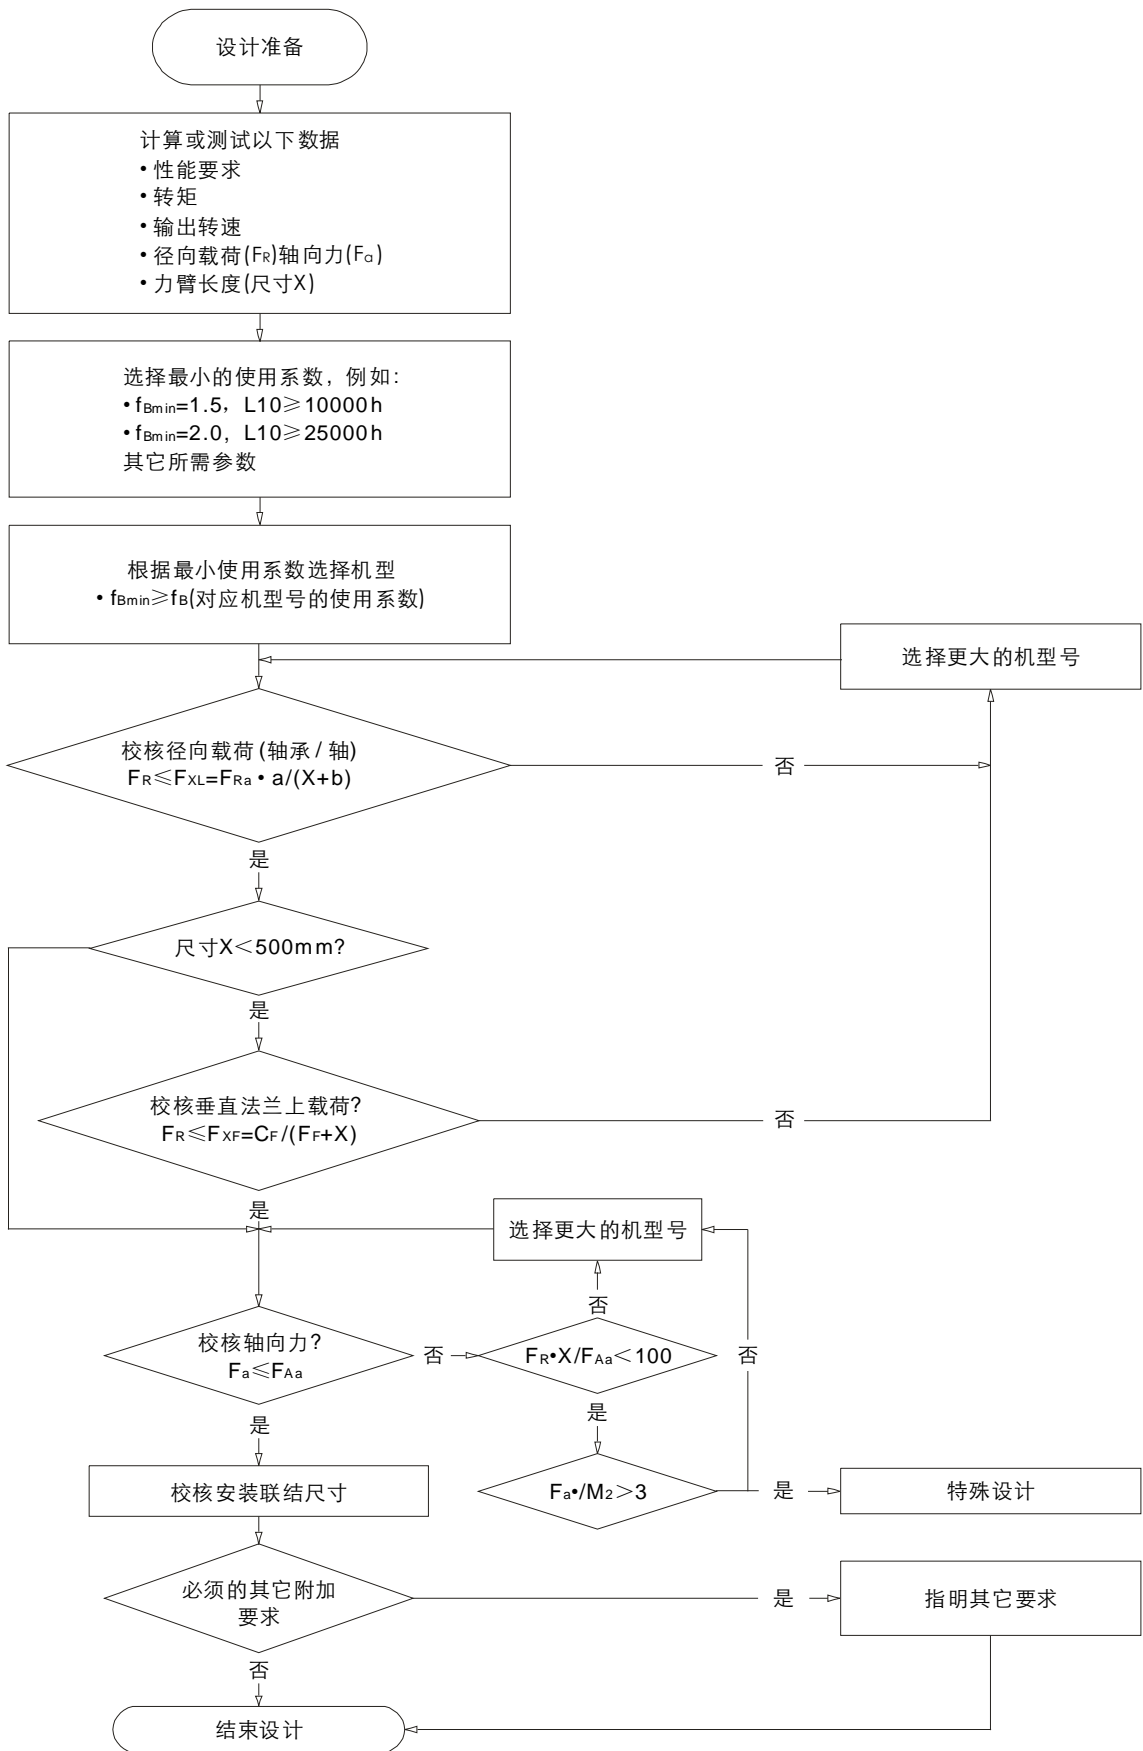 设计准备
计算或测试以下数据
•性能要求
•转矩
•输出转速
•径向载荷(FR)轴向力(Fa)
•力臂长度(尺寸X)
选择最小的使用系数，例如：
•fBmin=1.5，L10≥10000h
•fBmin=2.0，L10≥25000h
其它所需参数
根据最小使用系数选择机型
•fBmin≥fB(对应机型号的使用系数)
选择更大的机型号
校核径向载荷(轴承/轴)
FR≤FXL=FRa•a/(X+b)
否
是
尺寸X＜500mm?
是
校核垂直法兰上载荷?
FR≤FXF=CF/(FF+X)
否
是
选择更大的机型号
否
校核轴向力?
Fa≤FAa
否
FR•X/FAa＜100
否
是
是
校核安装联结尺寸
Fa•/M2＞3
是
特殊设计
必须的其它附加
要求
是
指明其它要求
否
结束设计